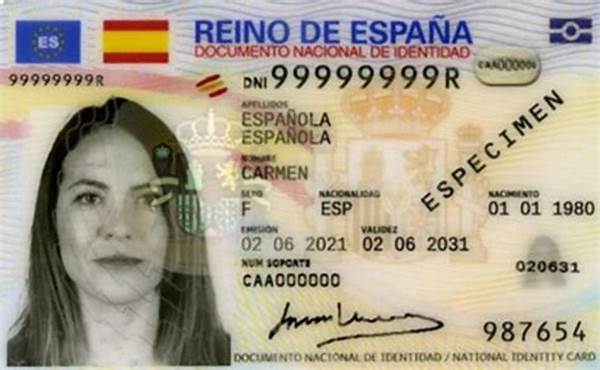 ES
REINO DE ESPAÑA
DOCUMENTO NACIONAL DE IDENTIDAD
99999999R
DNI 99999999R
CAA000000
APELLIDOS
ESPAÑOLA
ESPAÑOLA
NOMBRE
CARMEN
SEXO NACIONALIDAD NACIMIENTO
F ESP 01 01 1980
EMISIÓN VALIDEZ
02 06 2021 02 06 2031
NUM SOPORTE
CAA000000
ESPECIMEN
020631
987654
DOCUMENTO NACIONAL DE IDENTIDAD / NATIONAL IDENTITY CARD